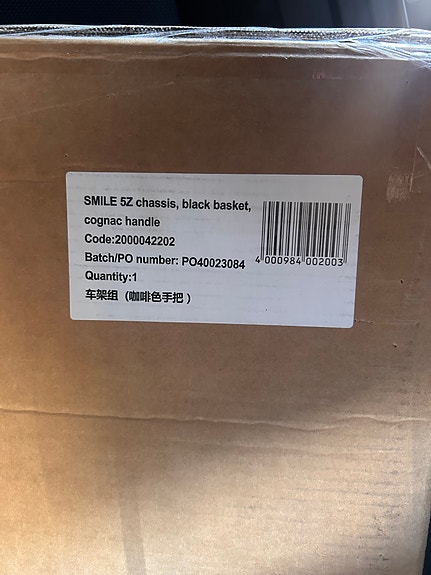 SMILE 5Z chassis, black basket,
cognac handle
Code:2000042202
Batch/PO number: PO40023084
Quantity:1
车架组（咖啡色手把 ）
4 000984 002003